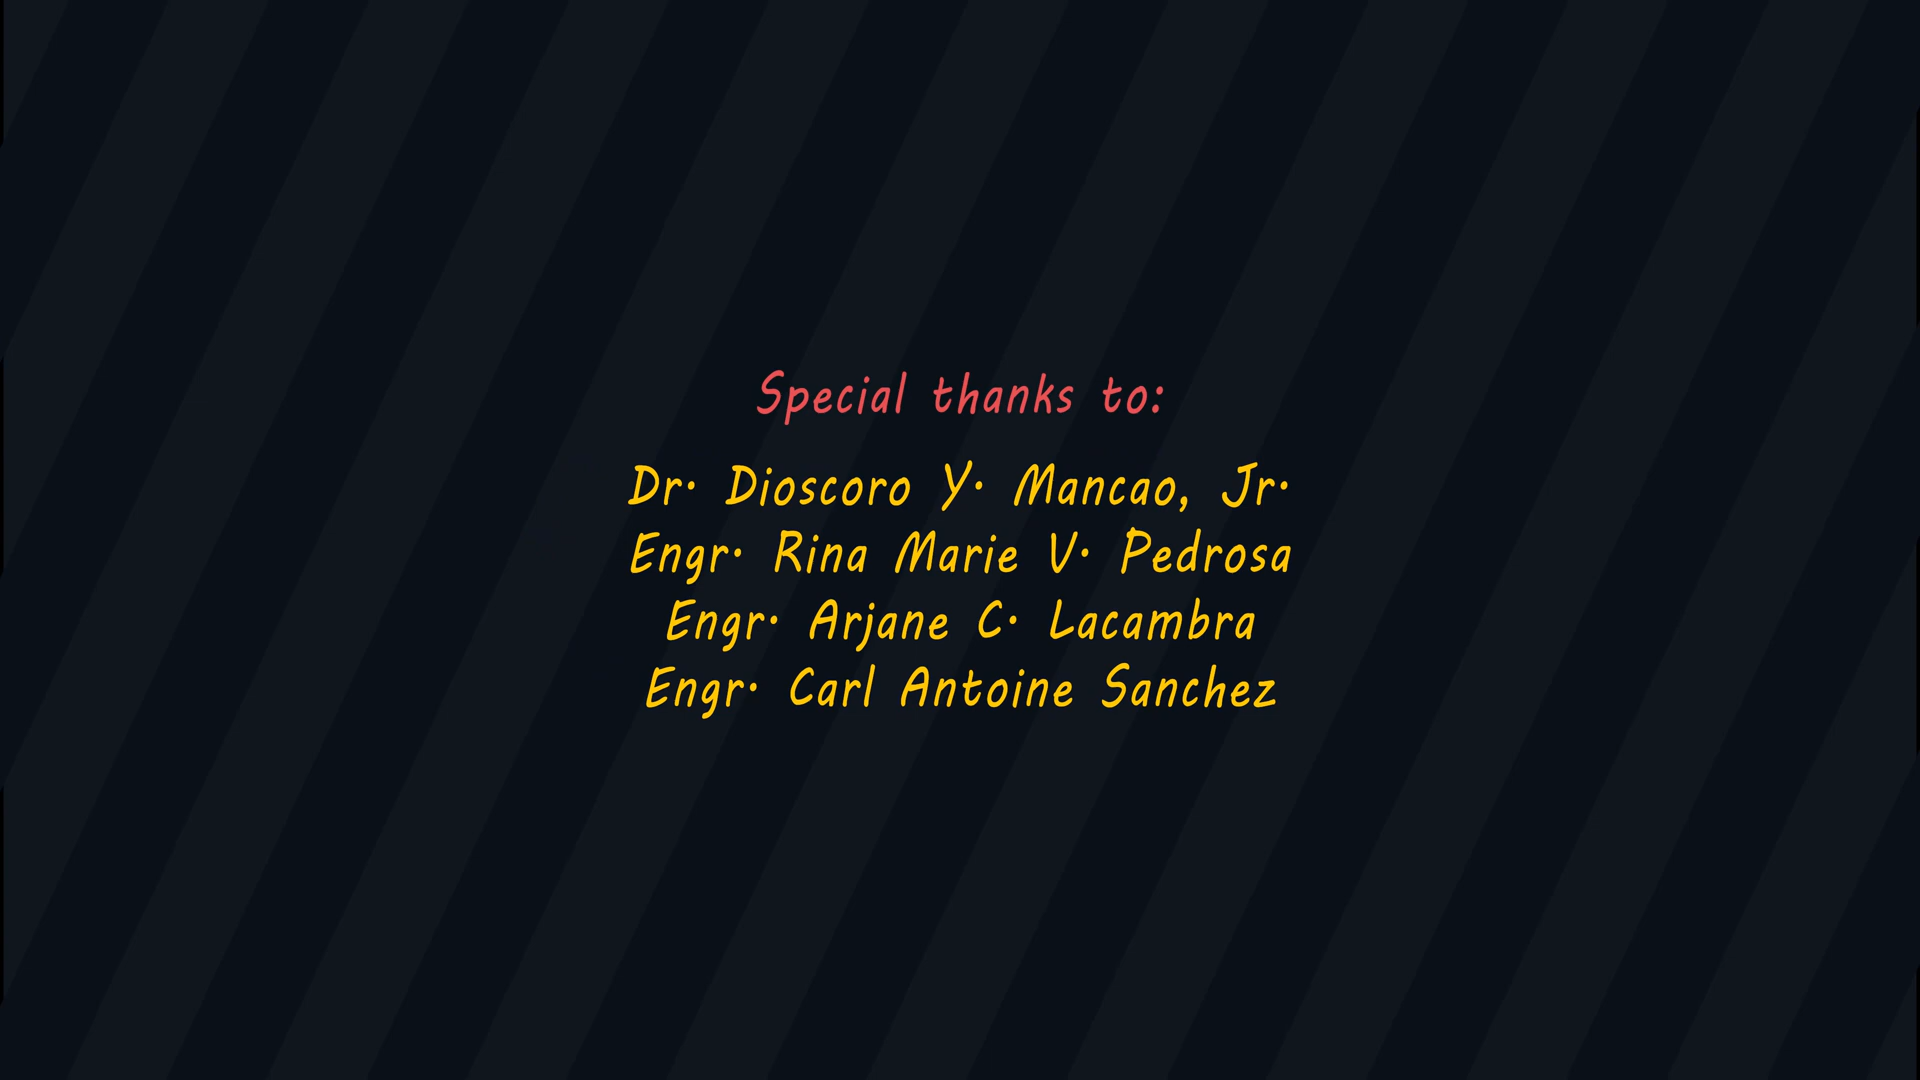 Special thanks to:
Dr. Dioscoro Y. Mancao, Jr.
Engr. Rina Marie V. Pedrosa
Engr. Arjane C. Lacambra
Engr. Carl Antoine Sanchez